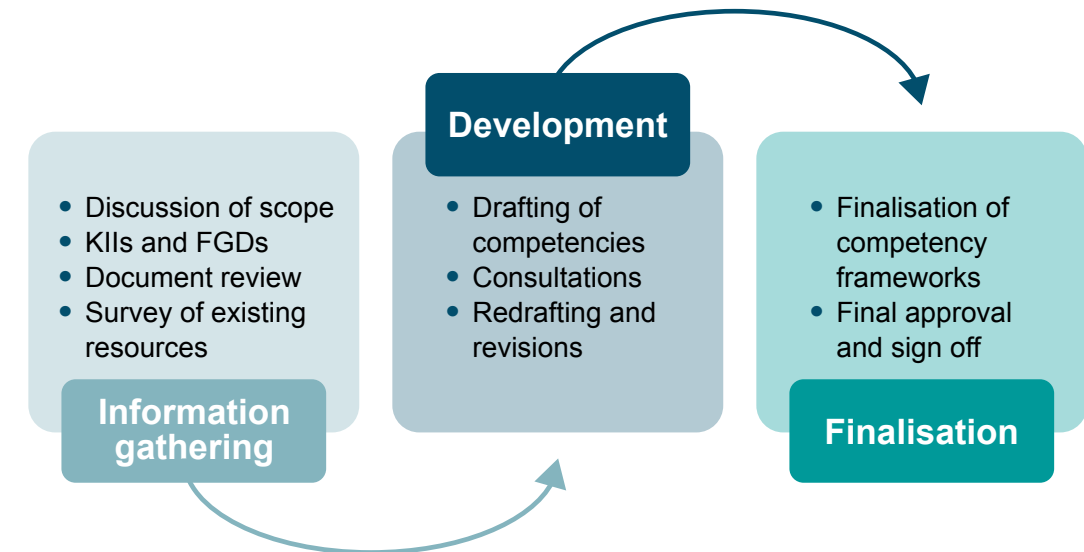 • Discussion of scope
• KIIs and FGDs
• Document review
• Survey of existing
resources
Information
gathering
Development
• Drafting of
competencies
• Consultations
• Redrafting and
revisions
• Finalisation of
competency
frameworks
• Final approval
and sign off
Finalisation